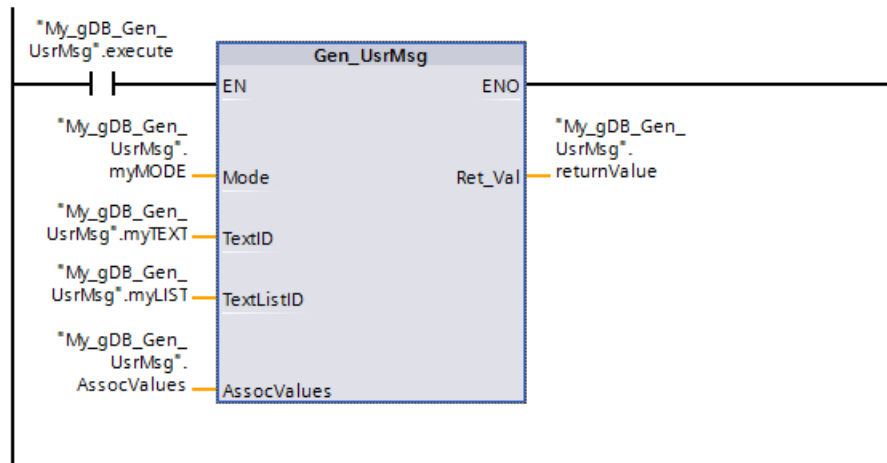 "My_gDB_Gen_
UsrMsg".execute
Gen_UsrMsg
EN
ENO
"My_gDB_Gen_
UsrMsg".
myMODE
Mode
Ret_Val
"My_gDB_Gen_
UsrMsg".
returnValue
"My_gDB_Gen_
UsrMsg".myTEXT
TextID
"My_gDB_Gen_
UsrMsg".myLIST
TextListID
"My_gDB_Gen_
UsrMsg".
AssocValues
AssocValues